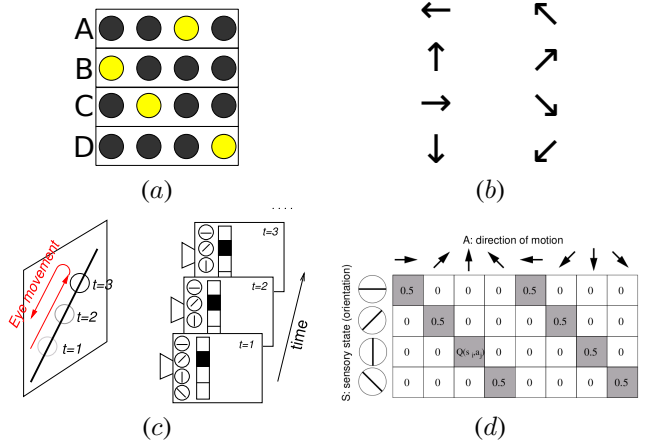 A
B
C
D
(a)
(b)
Eye movement
t=1
t=2
t=3
(c)
....
t=3
t=2
t=1
time
A: direction of motion
S: sensory state (orientation)
0.5 0 0 0 0.5 0 0 0
0 0.5 0 0 0 0.5 0 0
0 0 Q(s i,aj) 0 0 0 0.5 0
0 0 0 0.5 0 0 0 0.5
(d)